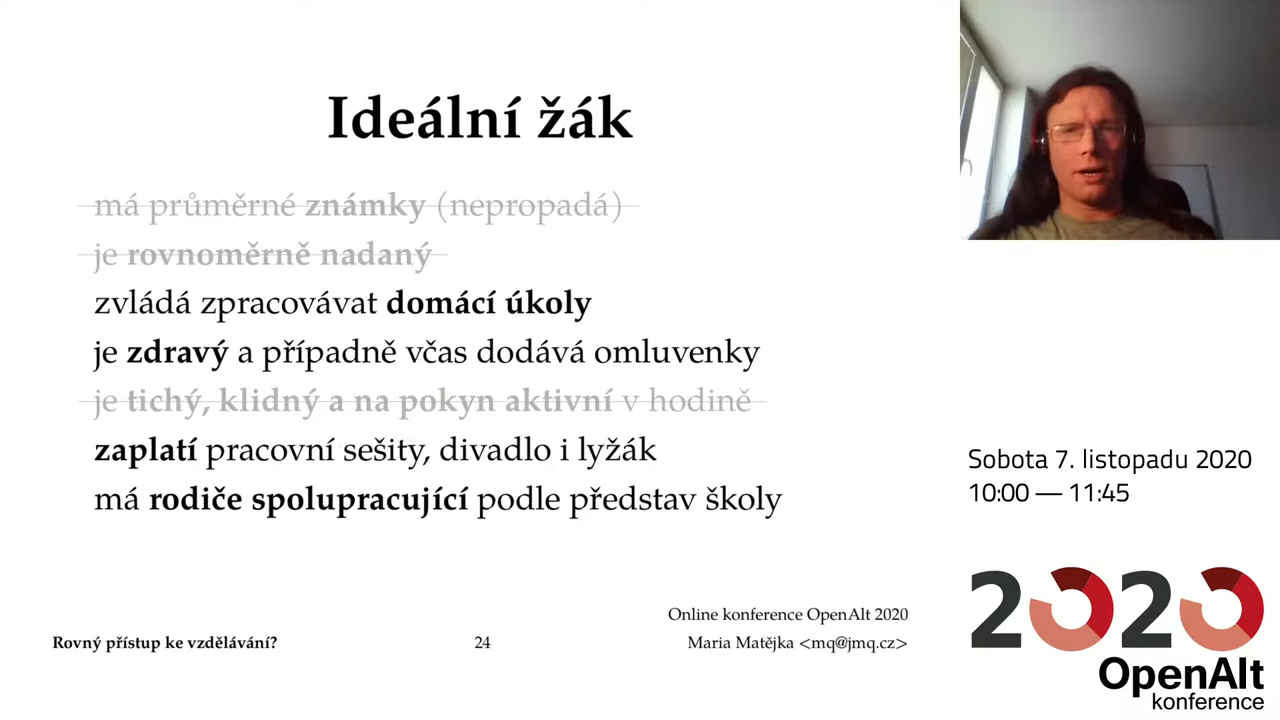 Ideální žák
má průměrné známky (nepropadá)
je rovnoměrně nadaný
zvládá zpracovávat domácí úkoly
je zdravý a případně včas dodává omluvenky
je tichý, klidný a na pokyn aktivní v hodině
zaplatí pracovní sešity, divadlo i lyžák
má rodiče spolupracující podle představ školy
Online konference OpenAlt 2020
Rovný přístup ke vzdělávání? 24 Maria Matějka <mq@jmq.cz>
Sobota 7. listopadu 2020
10:00 — 11:45
2020
OpenAlt
konference